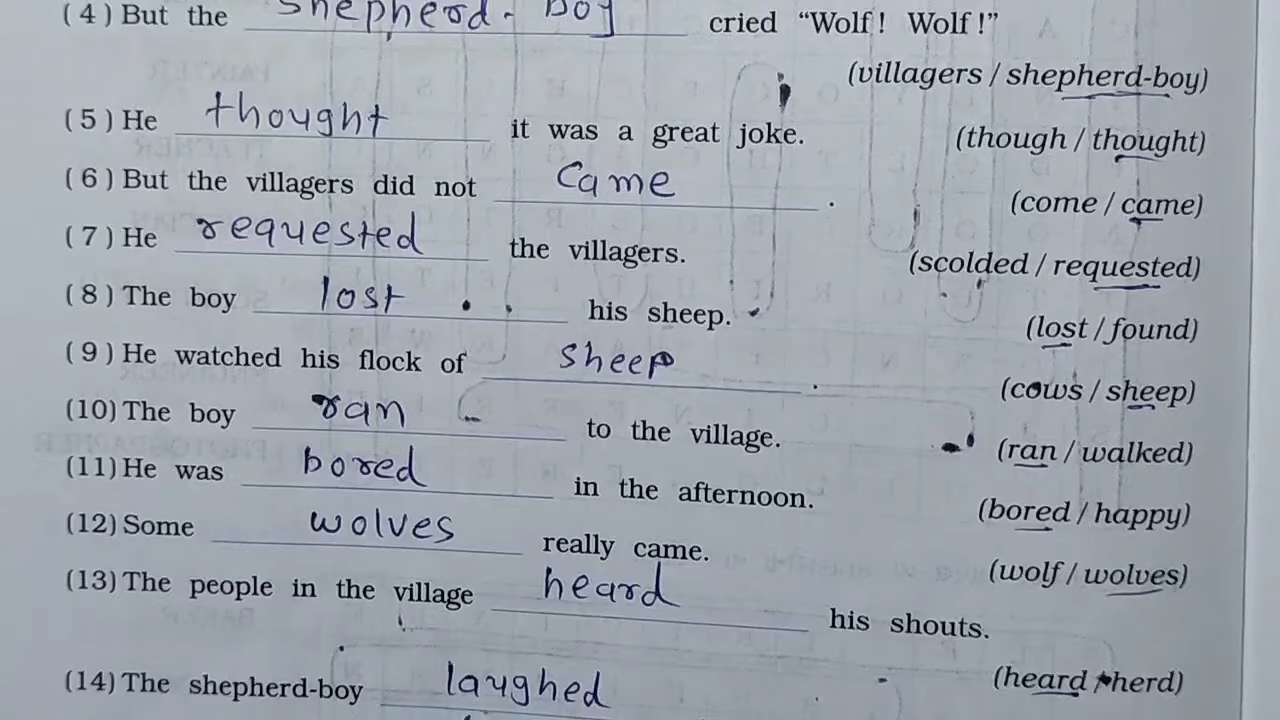 (4) But the shepherd-boy cried “Wolf! Wolf!”
(villagers / shepherd-boy)
(5) He thought it was a great joke. (though / thought)
(6) But the villagers did not came . (come / came)
(7) He requested the villagers. (scolded / requested)
(8) The boy lost his sheep. (lost / found)
(9) He watched his flock of sheep . (cows / sheep)
(10) The boy ran to the village. (ran / walked)
(11) He was bored in the afternoon. (bored / happy)
(12) Some wolves really came. (wolf / wolves)
(13) The people in the village heard his shouts.
(heard / herd)
(14) The shepherd-boy laughed